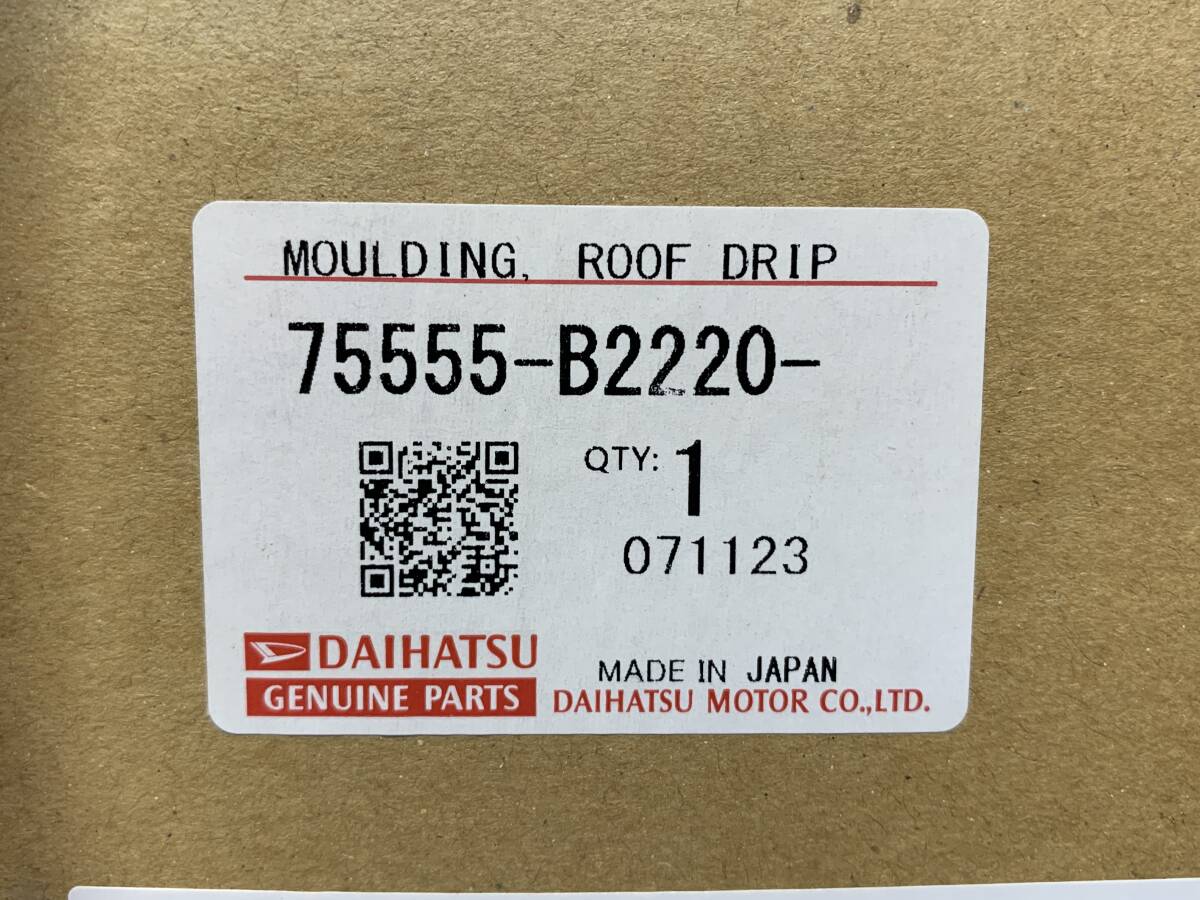 MOULDING, ROOF DRIP
75555-B2220-
QTY: 1
071123
DAIHATSU
GENUINE PARTS
MADE IN JAPAN
DAIHATSU MOTOR CO.,LTD.